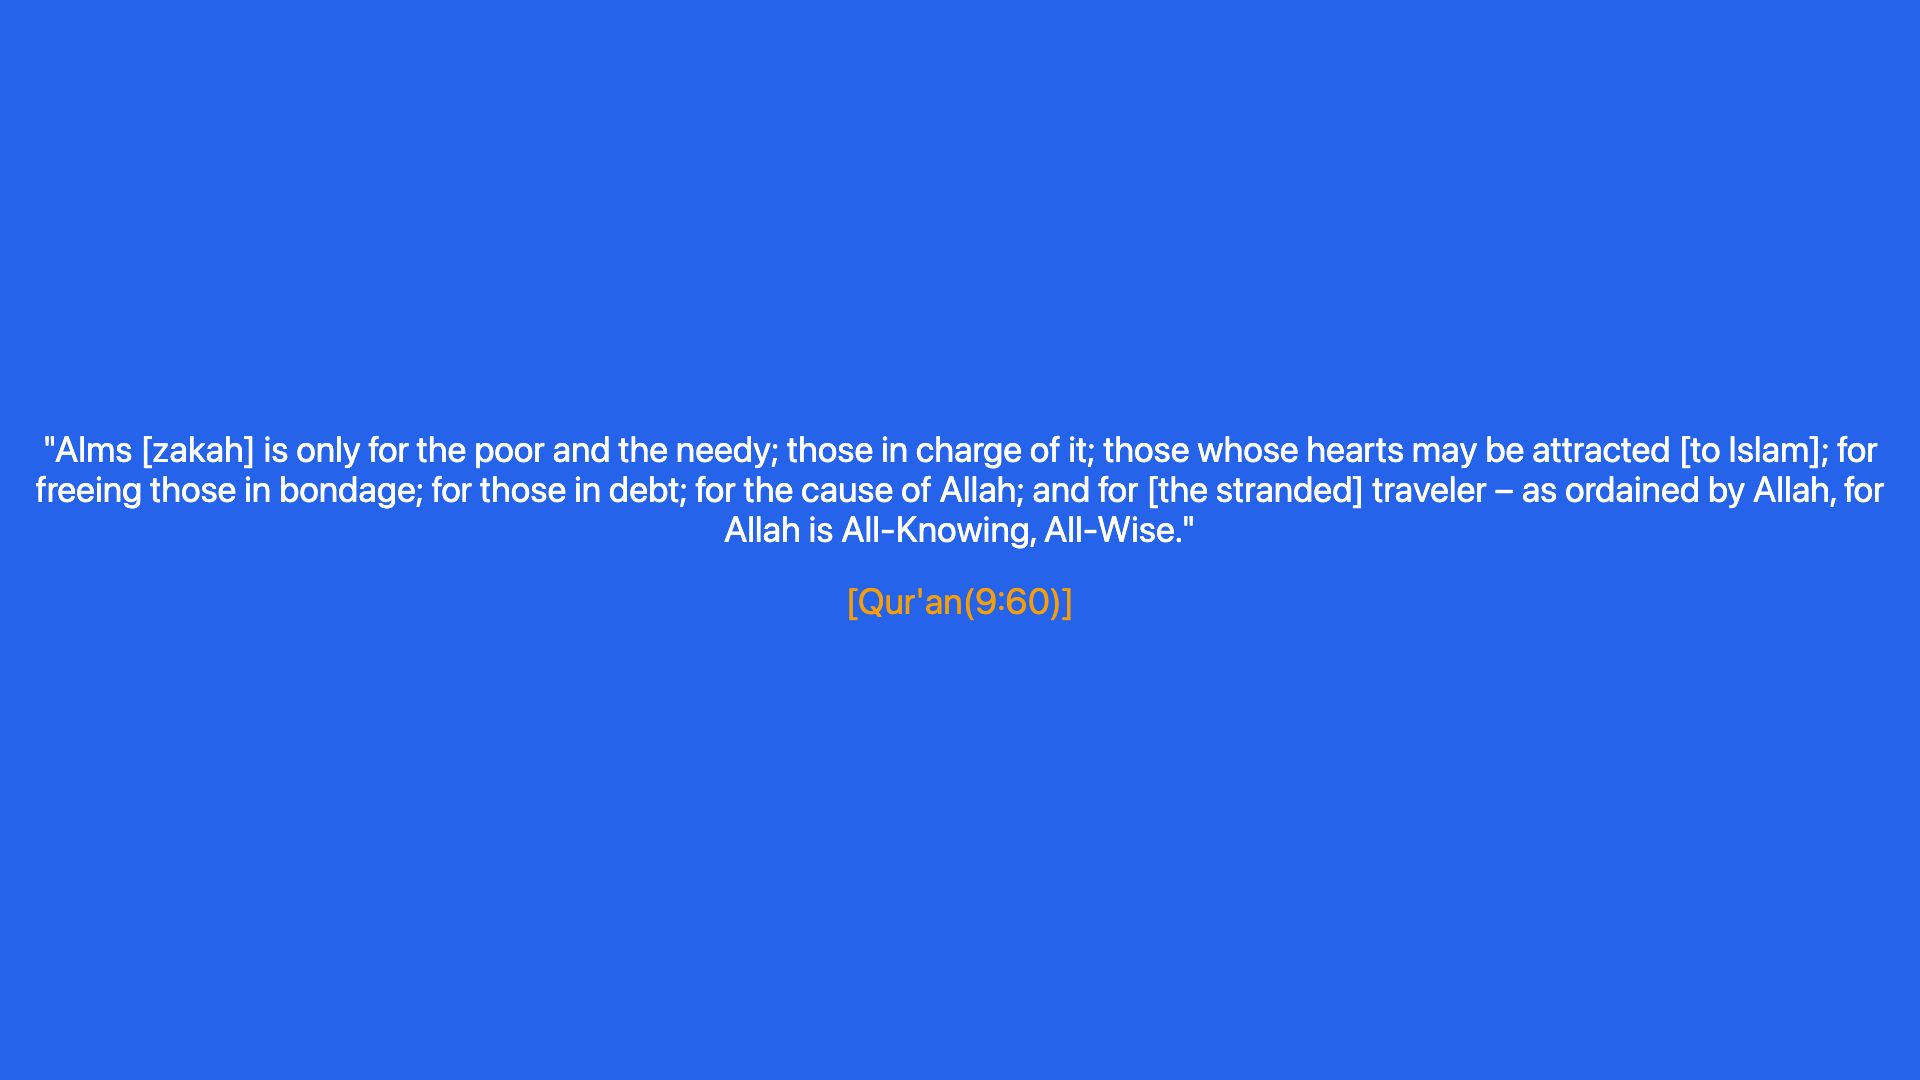 "Alms [zakah] is only for the poor and the needy; those in charge of it; those whose hearts may be attracted [to Islam]; for
freeing those in bondage; for those in debt; for the cause of Allah; and for [the stranded] traveler – as ordained by Allah, for
Allah is All-Knowing, All-Wise."
[Qur'an(9:60)]